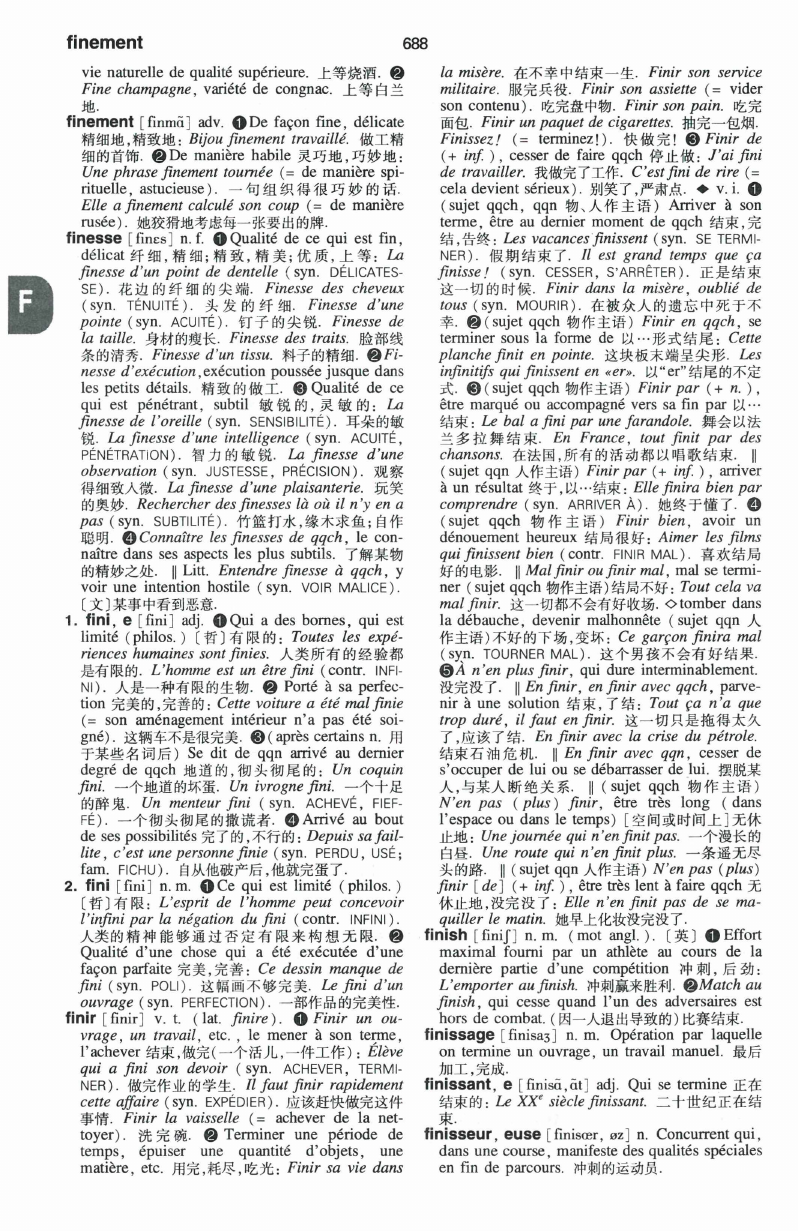 finement
688
vie naturelle de qualité supérieure. 上等烧酒. ❷
Fine champagne, variété de congnac. 上等白兰
地.
finement [finmɑ̃] adv. ❶De façon fine, délicate
精细地,精致地: Bijou finement travaillé. 做工精
细的首饰. ❷De manière habile 灵巧地,巧妙地:
Une phrase finement tournée (= de manière spi-
rituelle, astucieuse). 一句组织得很巧妙的话.
Elle a finement calculé son coup (= de manière
rusée). 她狡猾地考虑每一张要出的牌.
finesse [finɛs] n. f. ❶Qualité de ce qui est fin,
délicat 纤细,精细;精致,精美;优质,上等: La
finesse d'un point de dentelle (syn. DÉLICATES-
SE). 花边的纤细的尖端. Finesse des cheveux
(syn. TÉNUITÉ). 头发的纤细. Finesse d'une
pointe (syn. ACUITÉ). 钉子的尖锐. Finesse de
la taille. 身材的瘦长. Finesse des traits. 脸部线
条的清秀. Finesse d'un tissu. 料子的精细. ❷Fi-
nesse d'exécution,exécution poussée jusque dans
les petits détails. 精致的做工. ❸Qualité de ce
qui est pénétrant, subtil 敏锐的,灵敏的: La
finesse de l'oreille (syn. SENSIBILITÉ). 耳朵的敏
锐. La finesse d'une intelligence (syn. ACUITÉ,
PÉNÉTRATION). 智力的敏锐. La finesse d'une
observation (syn. JUSTESSE, PRÉCISION). 观察
得细致入微. La finesse d'une plaisanterie. 玩笑
的奥妙. Rechercher des finesses là où il n'y en a
pas (syn. SUBTILITÉ). 竹篮打水,缘木求鱼;自作
聪明. ❹Connaître les finesses de qqch, le con-
naître dans ses aspects les plus subtils. 了解某物
的精妙之处. ‖ Litt. Entendre finesse à qqch, y
voir une intention hostile (syn. VOIR MALICE).
〔文〕某事中看到恶意.
1. fini, e [fini] adj. ❶Qui a des bornes, qui est
limité (philos.) 〔哲〕有限的: Toutes les expé-
riences humaines sont finies. 人类所有的经验都
是有限的. L'homme est un être fini (contr. INFI-
NI). 人是一种有限的生物. ❷ Porté à sa perfec-
tion 完美的,完善的: Cette voiture a été mal finie
(= son aménagement intérieur n'a pas été soi-
gné). 这辆车不是很完美. ❸(après certains n. 用
于某些名词后) Se dit de qqn arrivé au dernier
degré de qqch 地道的,彻头彻尾的: Un coquin
fini. 一个地道的坏蛋. Un ivrogne fini. 一个十足
的醉鬼. Un menteur fini (syn. ACHEVÉ, FIEF-
FÉ). 一个彻头彻尾的撒谎者. ❹Arrivé au bout
de ses possibilités 完了的,不行的: Depuis sa fail-
lite, c'est une personne finie (syn. PERDU, USÉ;
fam. FICHU). 自从他破产后,他就完蛋了.
2. fini [fini] n. m. ❶Ce qui est limité (philos.)
〔哲〕有限: L'esprit de l'homme peut concevoir
l'infini par la négation du fini (contr. INFINI).
人类的精神能够通过否定有限来构想无限. ❷
Qualité d'une chose qui a été exécutée d'une
façon parfaite 完美,完善: Ce dessin manque de
fini (syn. POLI). 这幅画不够完美. Le fini d'un
ouvrage (syn. PERFECTION). 一部作品的完美性.
finir [finir] v. t. (lat. finire). ❶ Finir un ou-
vrage, un travail, etc., le mener à son terme,
l'achever 结束,做完(一个活儿,一件工作): Élève
qui a fini son devoir (syn. ACHEVER, TERMI-
NER). 做完作业的学生. Il faut finir rapidement
cette affaire (syn. EXPÉDIER). 应该赶快做完这件
事情. Finir la vaisselle (= achever de la net-
toyer). 洗完碗. ❷ Terminer une période de
temps, épuiser une quantité d'objets, une
matière, etc. 用完,耗尽,吃光: Finir sa vie dans
la misère. 在不幸中结束一生. Finir son service
militaire. 服完兵役. Finir son assiette (= vider
son contenu). 吃完盘中物. Finir son pain. 吃完
面包. Finir un paquet de cigarettes. 抽完一包烟.
Finissez! (= terminez!). 快做完! ❸ Finir de
(+ inf.), cesser de faire qqch 停止做: J'ai fini
de travailler. 我做完了工作. C'est fini de rire (=
cela devient sérieux). 别笑了,严肃点. ◆ v. i. ❶
(sujet qqch, qqn 物、人作主语) Arriver à son
terme, être au dernier moment de qqch 结束,完
结,告终: Les vacances finissent (syn. SE TERMI-
NER). 假期结束了. Il est grand temps que ça
finisse! (syn. CESSER, S'ARRÊTER). 正是结束
这一切的时候. Finir dans la misère, oublié de
tous (syn. MOURIR). 在被众人的遗忘中死于不
幸. ❷(sujet qqch 物作主语) Finir en qqch, se
terminer sous la forme de 以…形式结尾: Cette
planche finit en pointe. 这块板末端呈尖形. Les
infinitifs qui finissent en «er». 以“er”结尾的不定
式. ❸(sujet qqch 物作主语) Finir par (+ n.),
être marqué ou accompagné vers sa fin par 以…
结束: Le bal a fini par une farandole. 舞会以法
兰多拉舞结束. En France, tout finit par des
chansons. 在法国,所有的活动都以唱歌结束. ‖
(sujet qqn 人作主语) Finir par (+ inf.), arriver
à un résultat 终于,以…结束: Elle finira bien par
comprendre (syn. ARRIVER À). 她终于懂了. ❹
(sujet qqch 物作主语) Finir bien, avoir un
dénouement heureux 结局很好: Aimer les films
qui finissent bien (contr. FINIR MAL). 喜欢结局
好的电影. ‖ Mal finir ou finir mal, mal se termi-
ner (sujet qqch 物作主语)结局不好: Tout cela va
mal finir. 这一切都不会有好收场. ◇tomber dans
la débauche, devenir malhonnête (sujet qqn 人
作主语)不好的下场,变坏: Ce garçon finira mal
(syn. TOURNER MAL). 这个男孩不会有好结果.
❺À n'en plus finir, qui dure interminablement.
没完没了. ‖ En finir, en finir avec qqch, parve-
nir à une solution 结束,了结: Tout ça n'a que
trop duré, il faut en finir. 这一切只是拖得太久
了,应该了结. En finir avec la crise du pétrole.
结束石油危机. ‖ En finir avec qqn, cesser de
s'occuper de lui ou se débarrasser de lui. 摆脱某
人,与某人断绝关系. ‖ (sujet qqch 物作主语)
N'en pas (plus) finir, être très long (dans
l'espace ou dans le temps) [空间或时间上]无休
止地: Une journée qui n'en finit pas. 一个漫长的
白昼. Une route qui n'en finit plus. 一条遥无尽
头的路. ‖ (sujet qqn 人作主语) N'en pas (plus)
finir [de] (+ inf.), être très lent à faire qqch 无
休止地,没完没了: Elle n'en finit pas de se ma-
quiller le matin. 她早上化妆没完没了.
finish [finiʃ] n. m. (mot angl.). 〔英〕 ❶Effort
maximal fourni par un athlète au cours de la
dernière partie d'une compétition 冲刺,后劲:
L'emporter au finish. 冲刺赢来胜利. ❷Match au
finish, qui cesse quand l'un des adversaires est
hors de combat. (因一人退出导致的)比赛结束.
finissage [finisaʒ] n. m. Opération par laquelle
on termine un ouvrage, un travail manuel. 最后
加工,完成.
finissant, e [finisɑ̃,ɑ̃t] adj. Qui se termine 正在
结束的: Le XXᵉ siècle finissant. 二十世纪正在结
束.
finisseur, euse [finisœr, øz] n. Concurrent qui,
dans une course, manifeste des qualités spéciales
en fin de parcours. 冲刺的运动员.
F